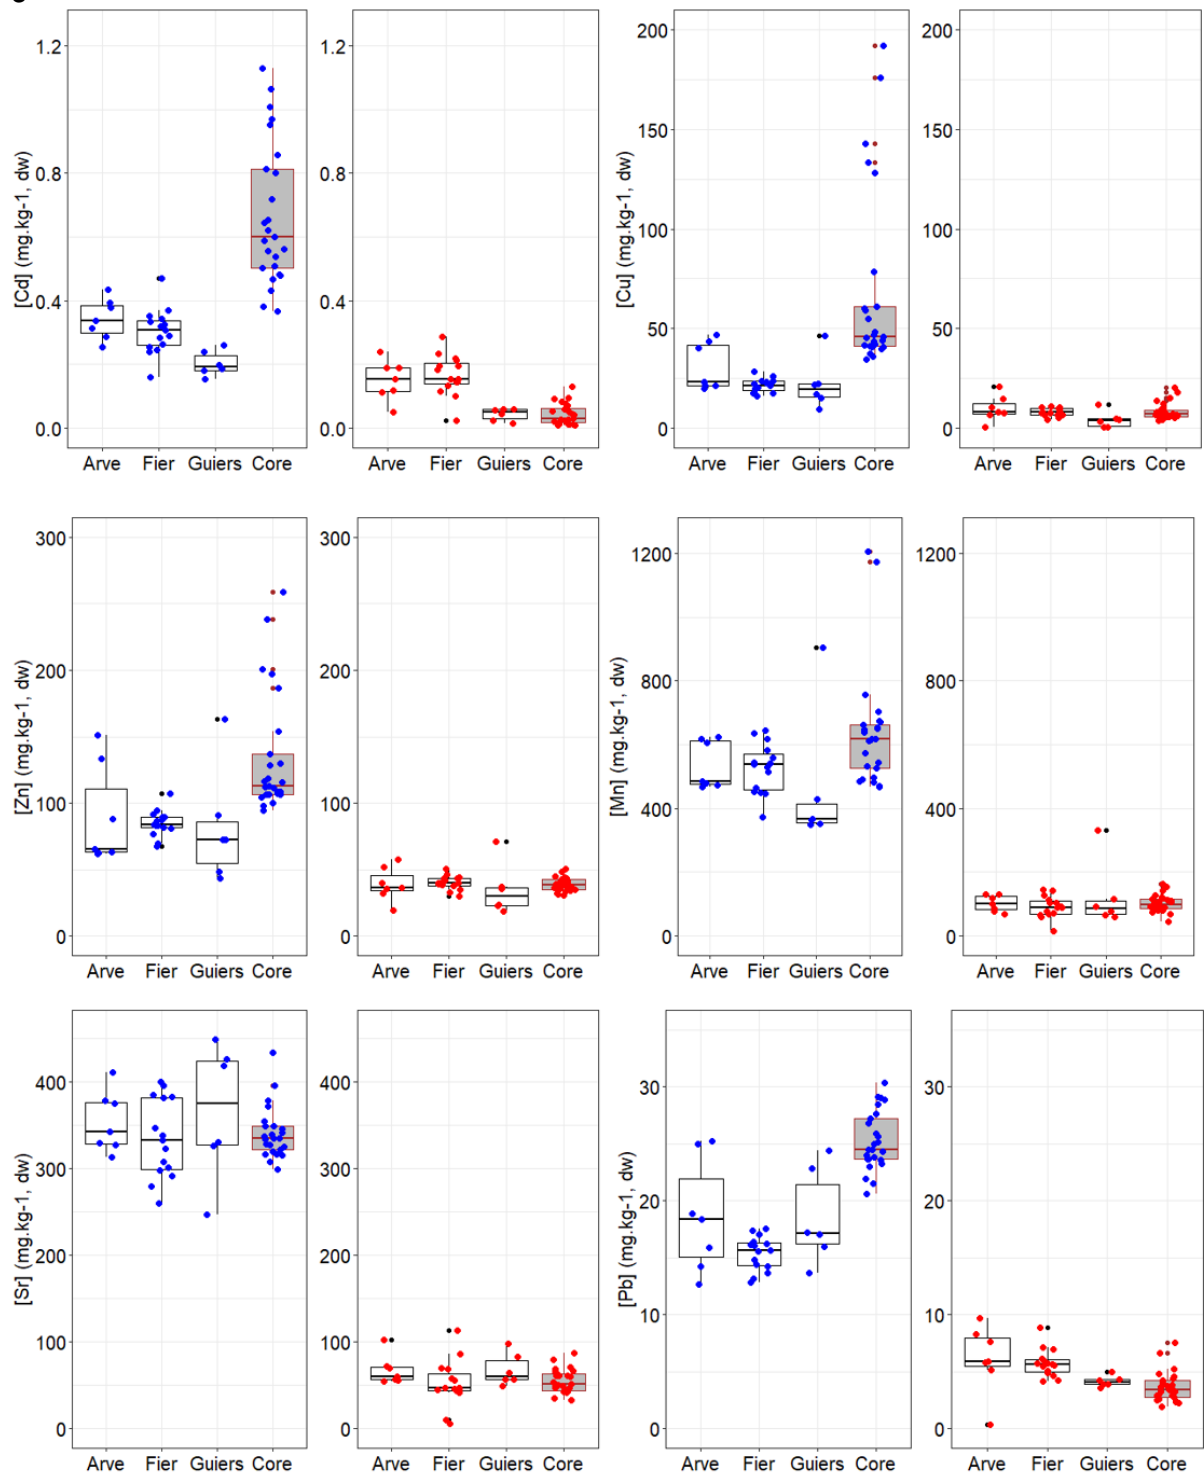 [Cd] (mg.kg-1, dw)
1.2
0.8
0.4
0.0
Arve Fier Guiers Core
1.2
0.8
0.4
0.0
Arve Fier Guiers Core
[Cu] (mg.kg-1, dw)
200
150
100
50
0
Arve Fier Guiers Core
200
150
100
50
0
Arve Fier Guiers Core
[Zn] (mg.kg-1, dw)
300
200
100
0
Arve Fier Guiers Core
300
200
100
0
Arve Fier Guiers Core
[Mn] (mg.kg-1, dw)
1200
800
400
0
Arve Fier Guiers Core
1200
800
400
0
Arve Fier Guiers Core
[Sr] (mg.kg-1, dw)
400
300
200
100
0
Arve Fier Guiers Core
400
300
200
100
0
Arve Fier Guiers Core
[Pb] (mg.kg-1, dw)
30
20
10
0
Arve Fier Guiers Core
30
20
10
0
Arve Fier Guiers Core